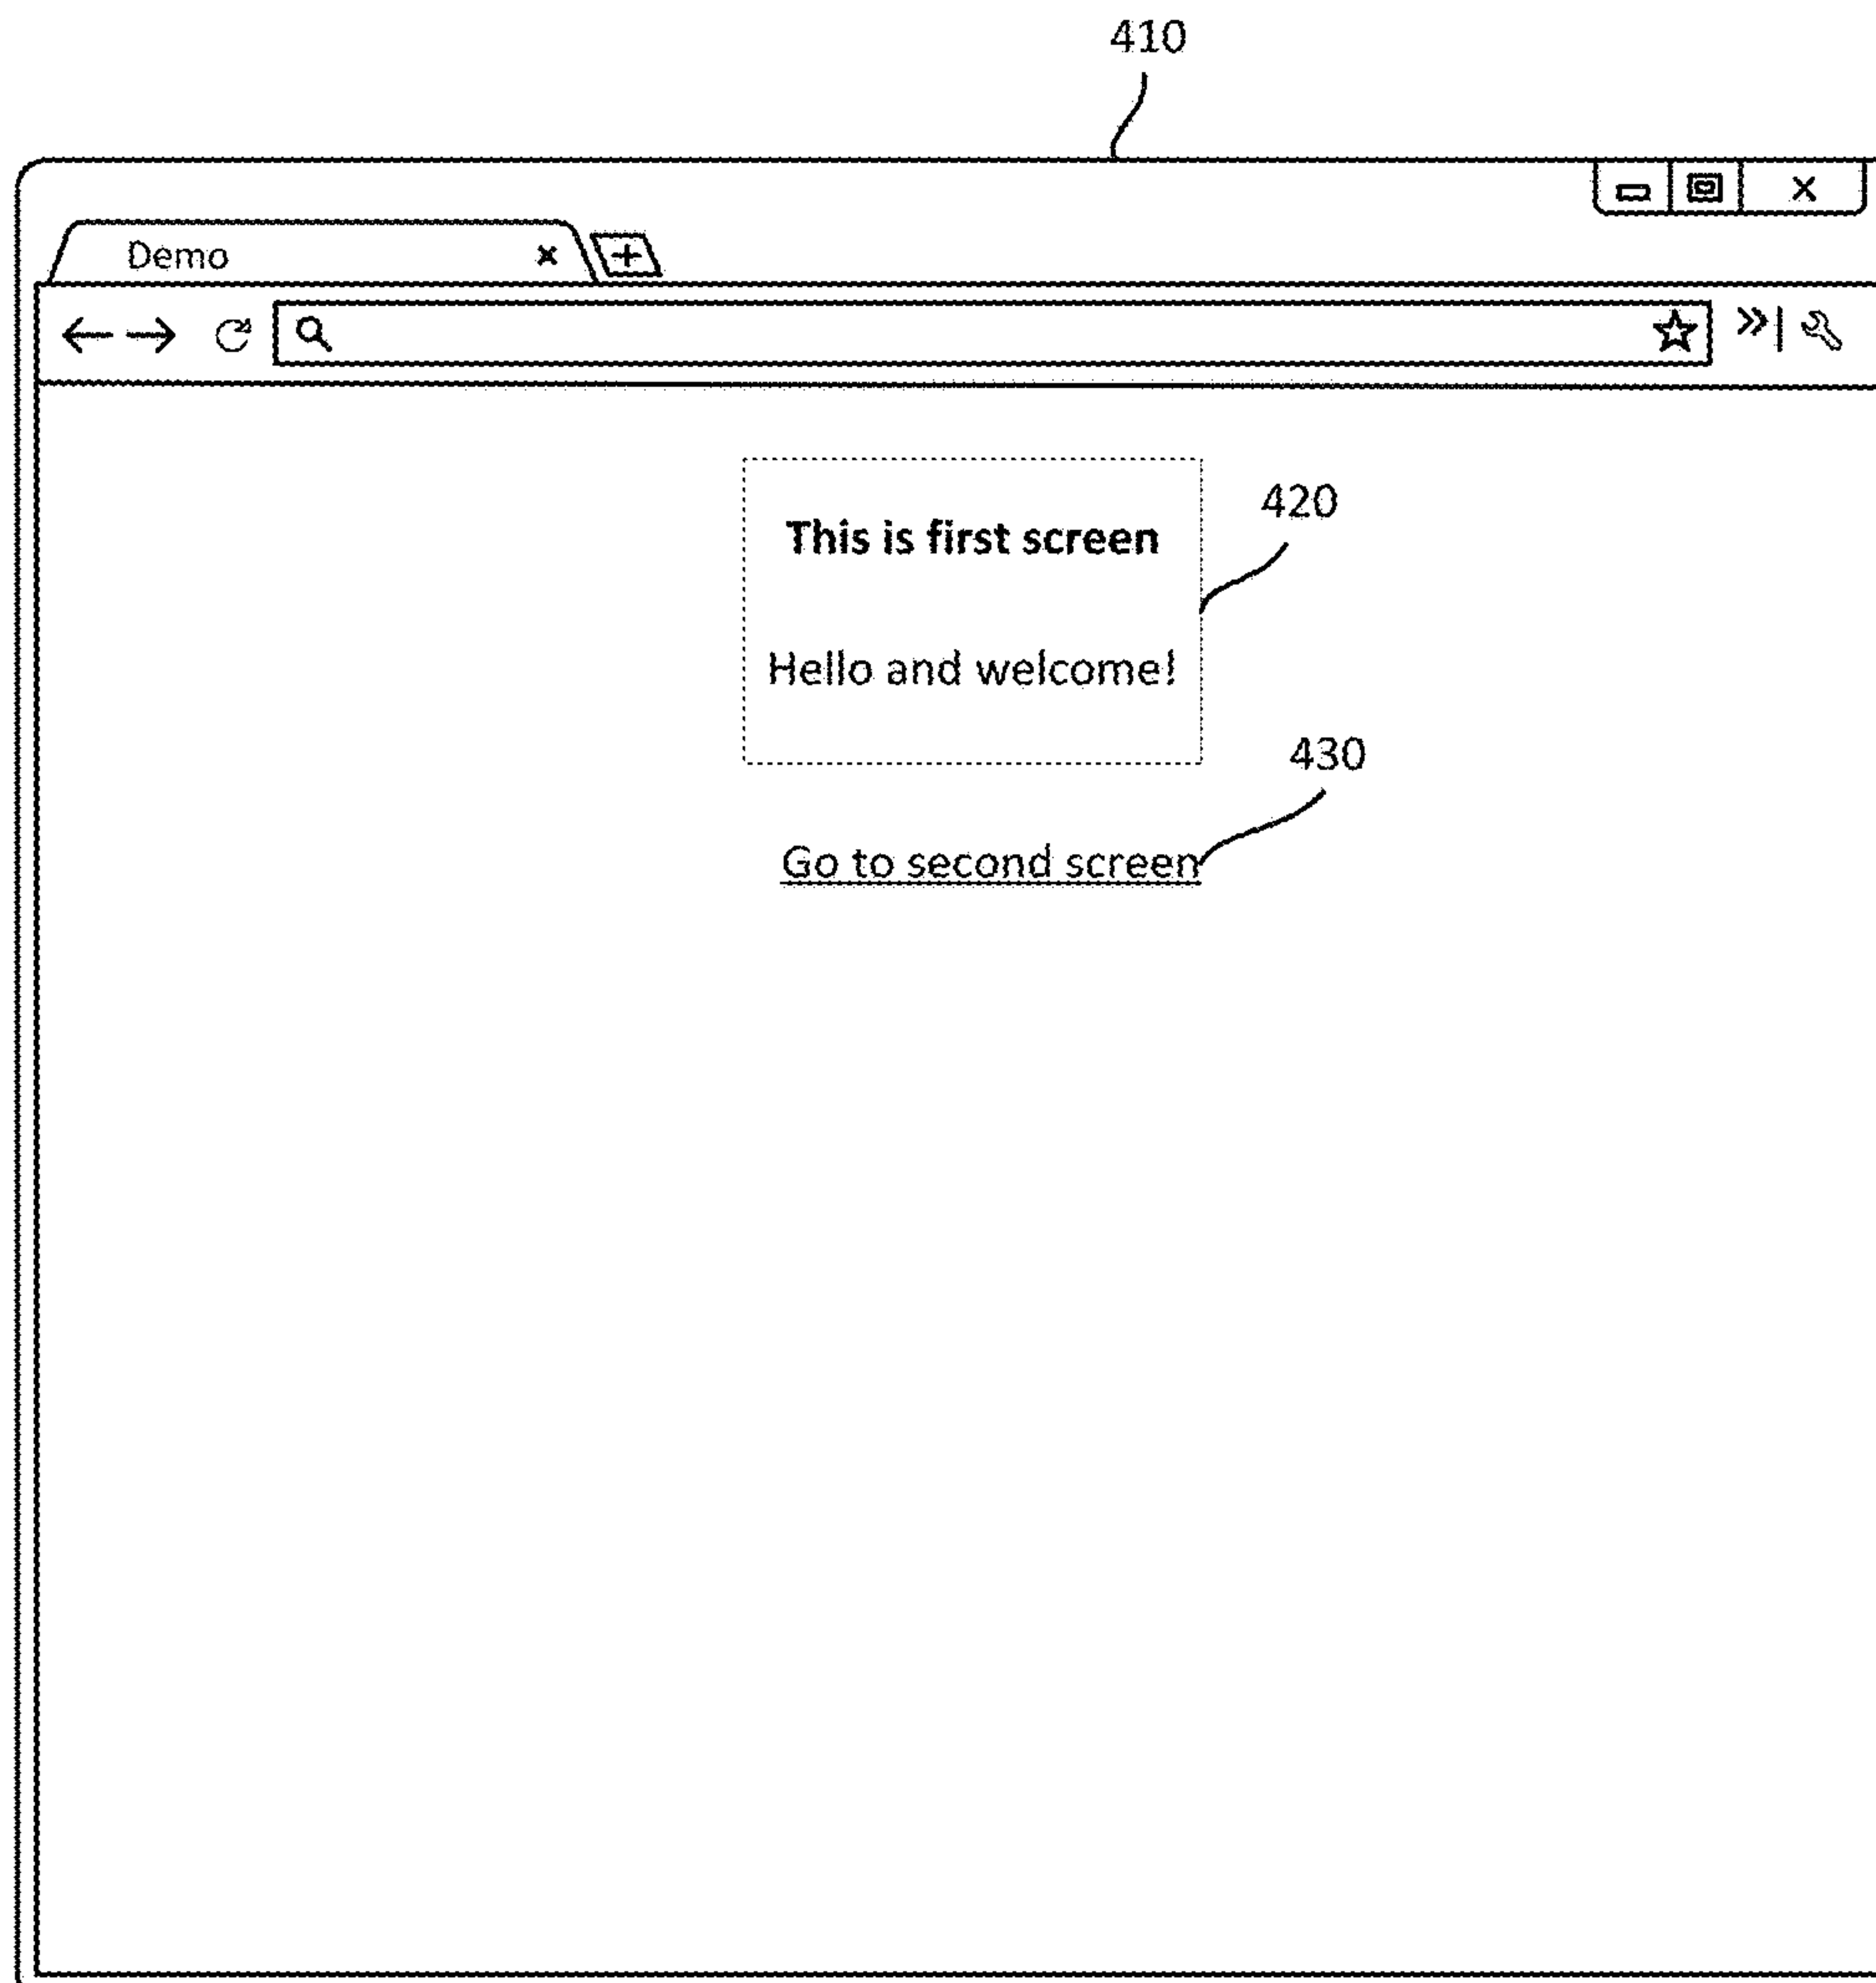 410
Demo
This is first screen
420
Hello and welcome!
430
Go to second screen